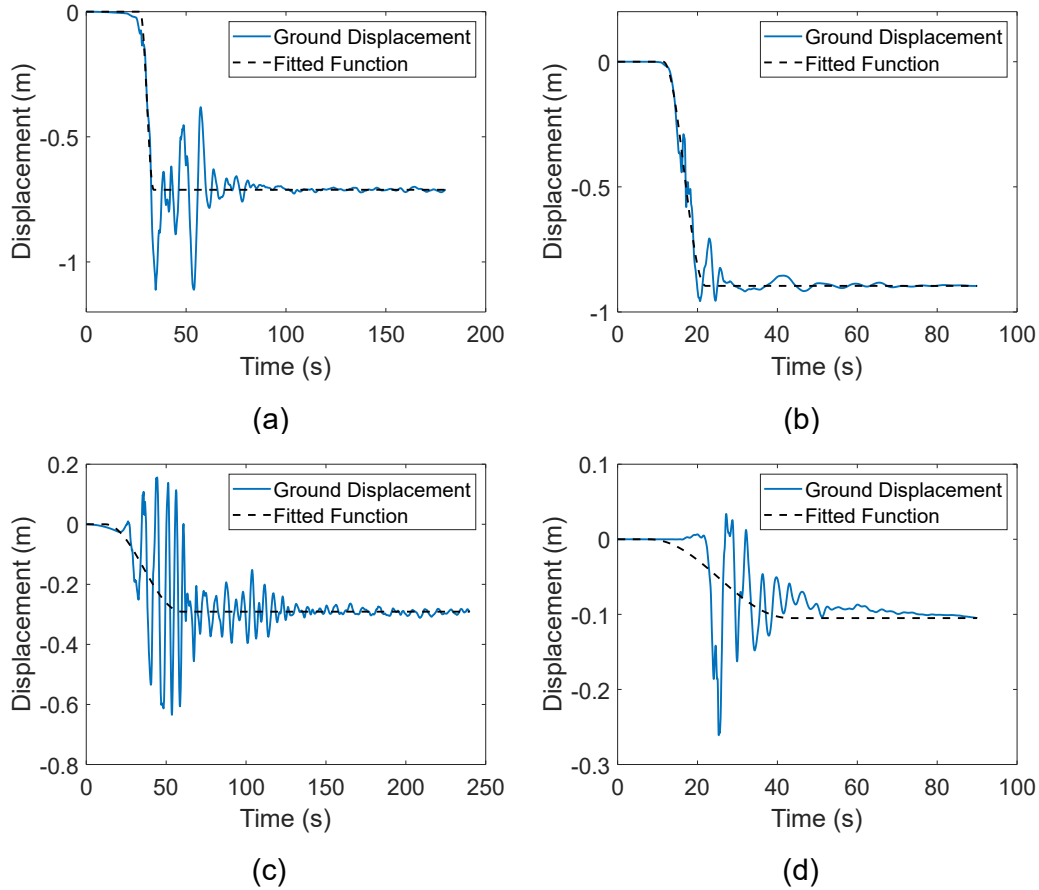 0
-0.5
-1
Displacement (m)
0
50
100
150
200
Time (s)
Ground Displacement
Fitted Function
(a)
0
-0.5
-1
Displacement (m)
0
20
40
60
80
100
Time (s)
Ground Displacement
Fitted Function
(b)
0.2
0
-0.2
-0.4
-0.6
-0.8
Displacement (m)
0
50
100
150
200
250
Time (s)
Ground Displacement
Fitted Function
(c)
0.1
0
-0.1
-0.2
-0.3
Displacement (m)
0
20
40
60
80
100
Time (s)
Ground Displacement
Fitted Function
(d)